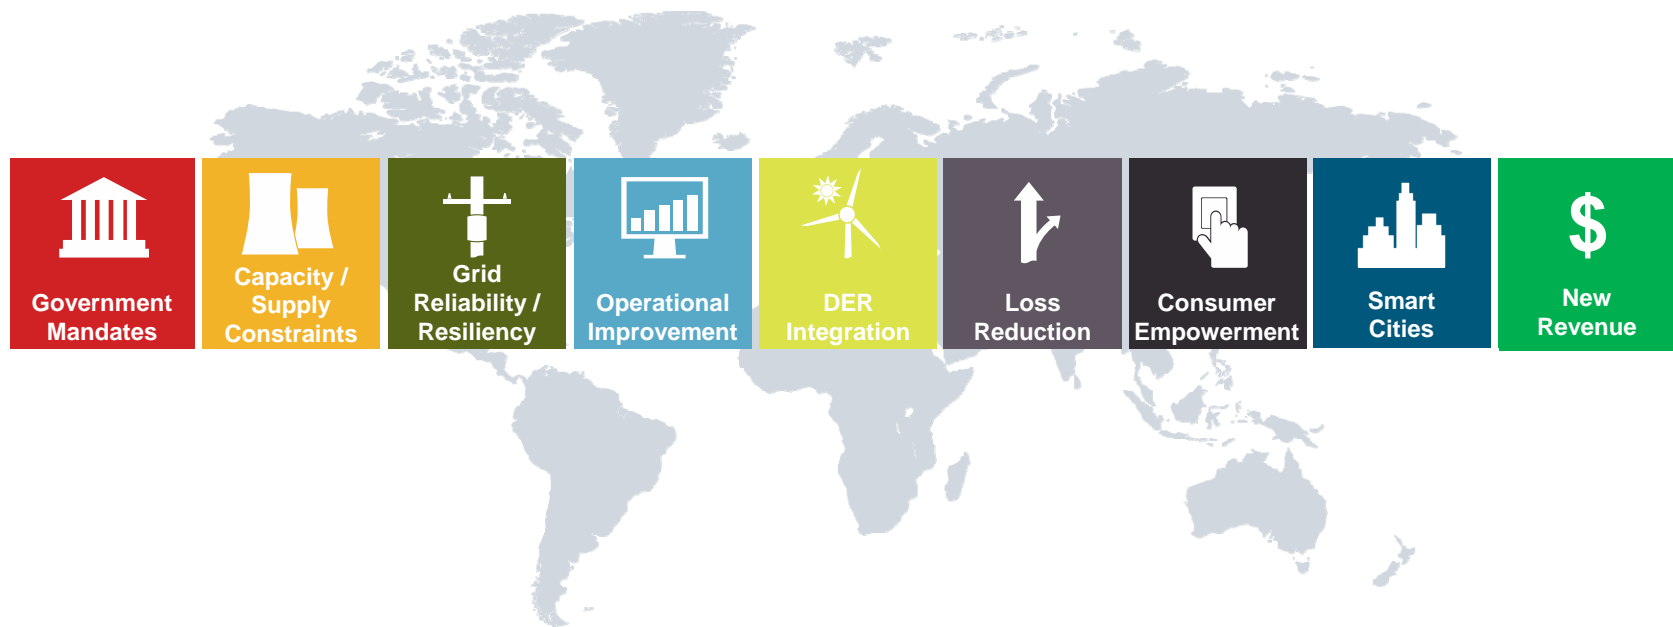 Government
Mandates
Capacity /
Supply
Constraints
Grid
Reliability /
Resiliency
Operational
Improvement
DER
Integration
Loss
Reduction
Consumer
Empowerment
Smart
Cities
$
New
Revenue